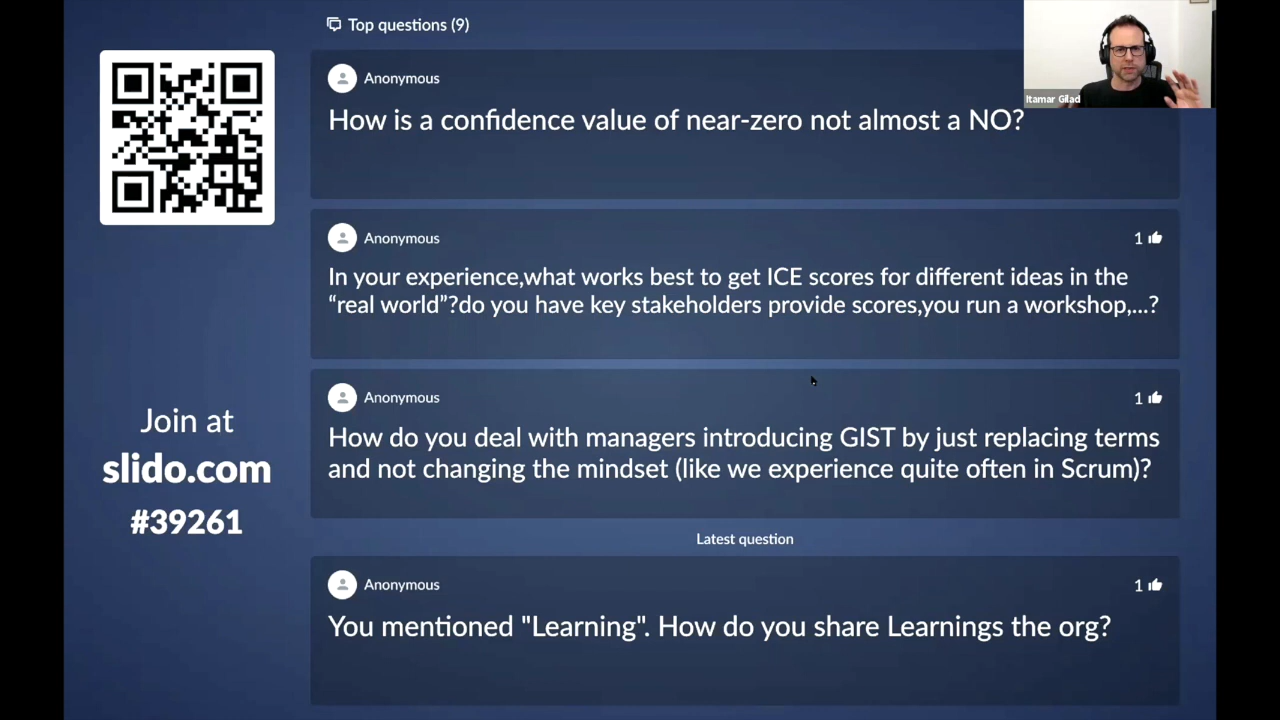 Top questions (9)
Anonymous
How is a confidence value of near-zero not almost a NO?
Itamar Gilad
Anonymous
1
In your experience,what works best to get ICE scores for different ideas in the
“real world”?do you have key stakeholders provide scores,you run a workshop,...?
Anonymous
1
How do you deal with managers introducing GIST by just replacing terms
and not changing the mindset (like we experience quite often in Scrum)?
Join at
slido.com
#39261
Latest question
Anonymous
1
You mentioned "Learning". How do you share Learnings the org?